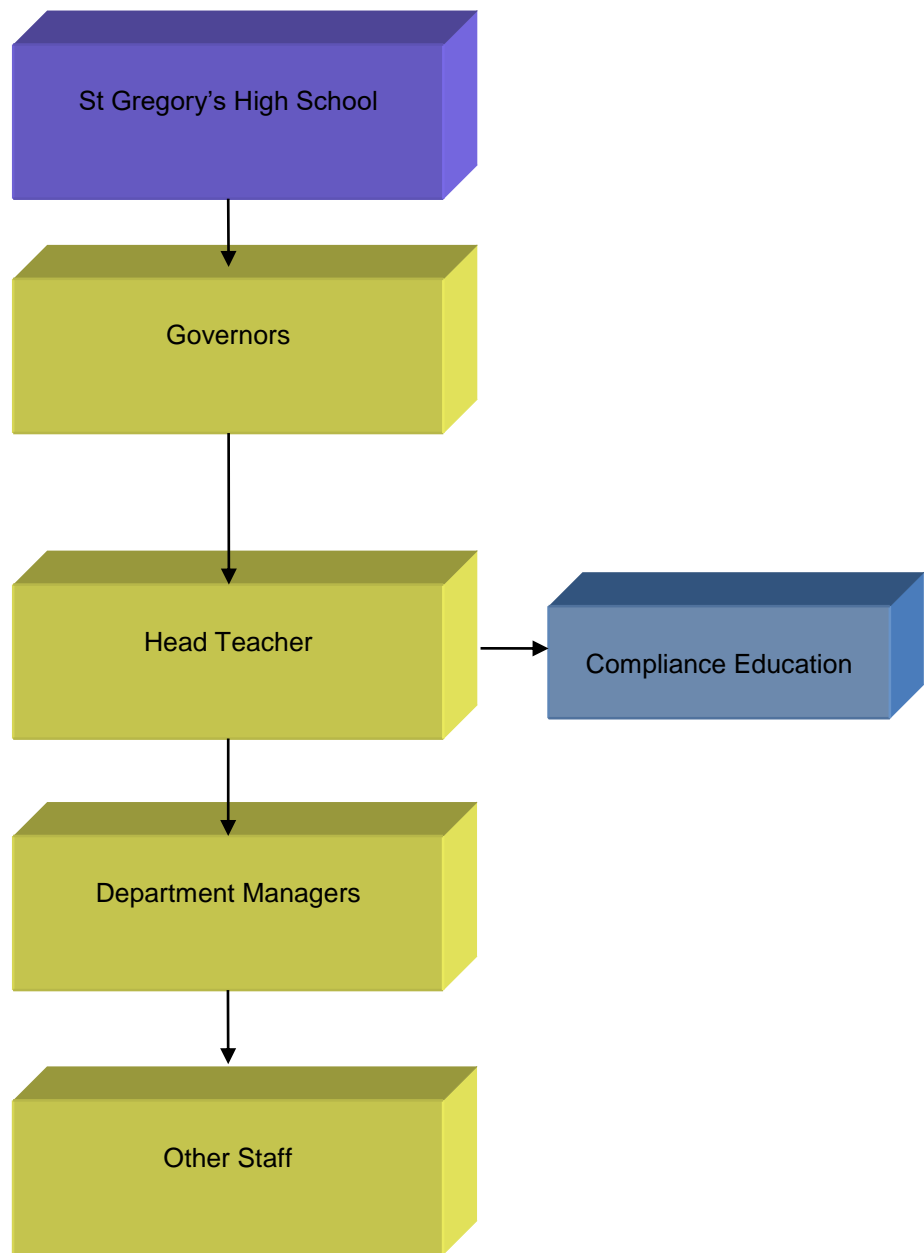 St Gregory’s High School
Governors
Head Teacher
Compliance Education
Department Managers
Other Staff